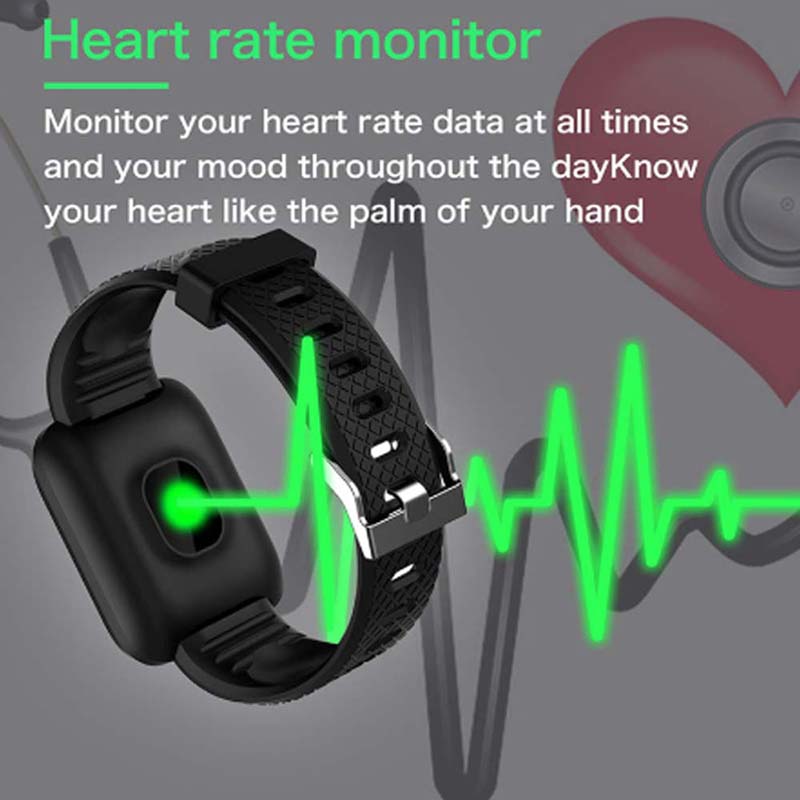 Heart rate monitor
Monitor your heart rate data at all times
and your mood throughout the dayKnow
your heart like the palm of your hand